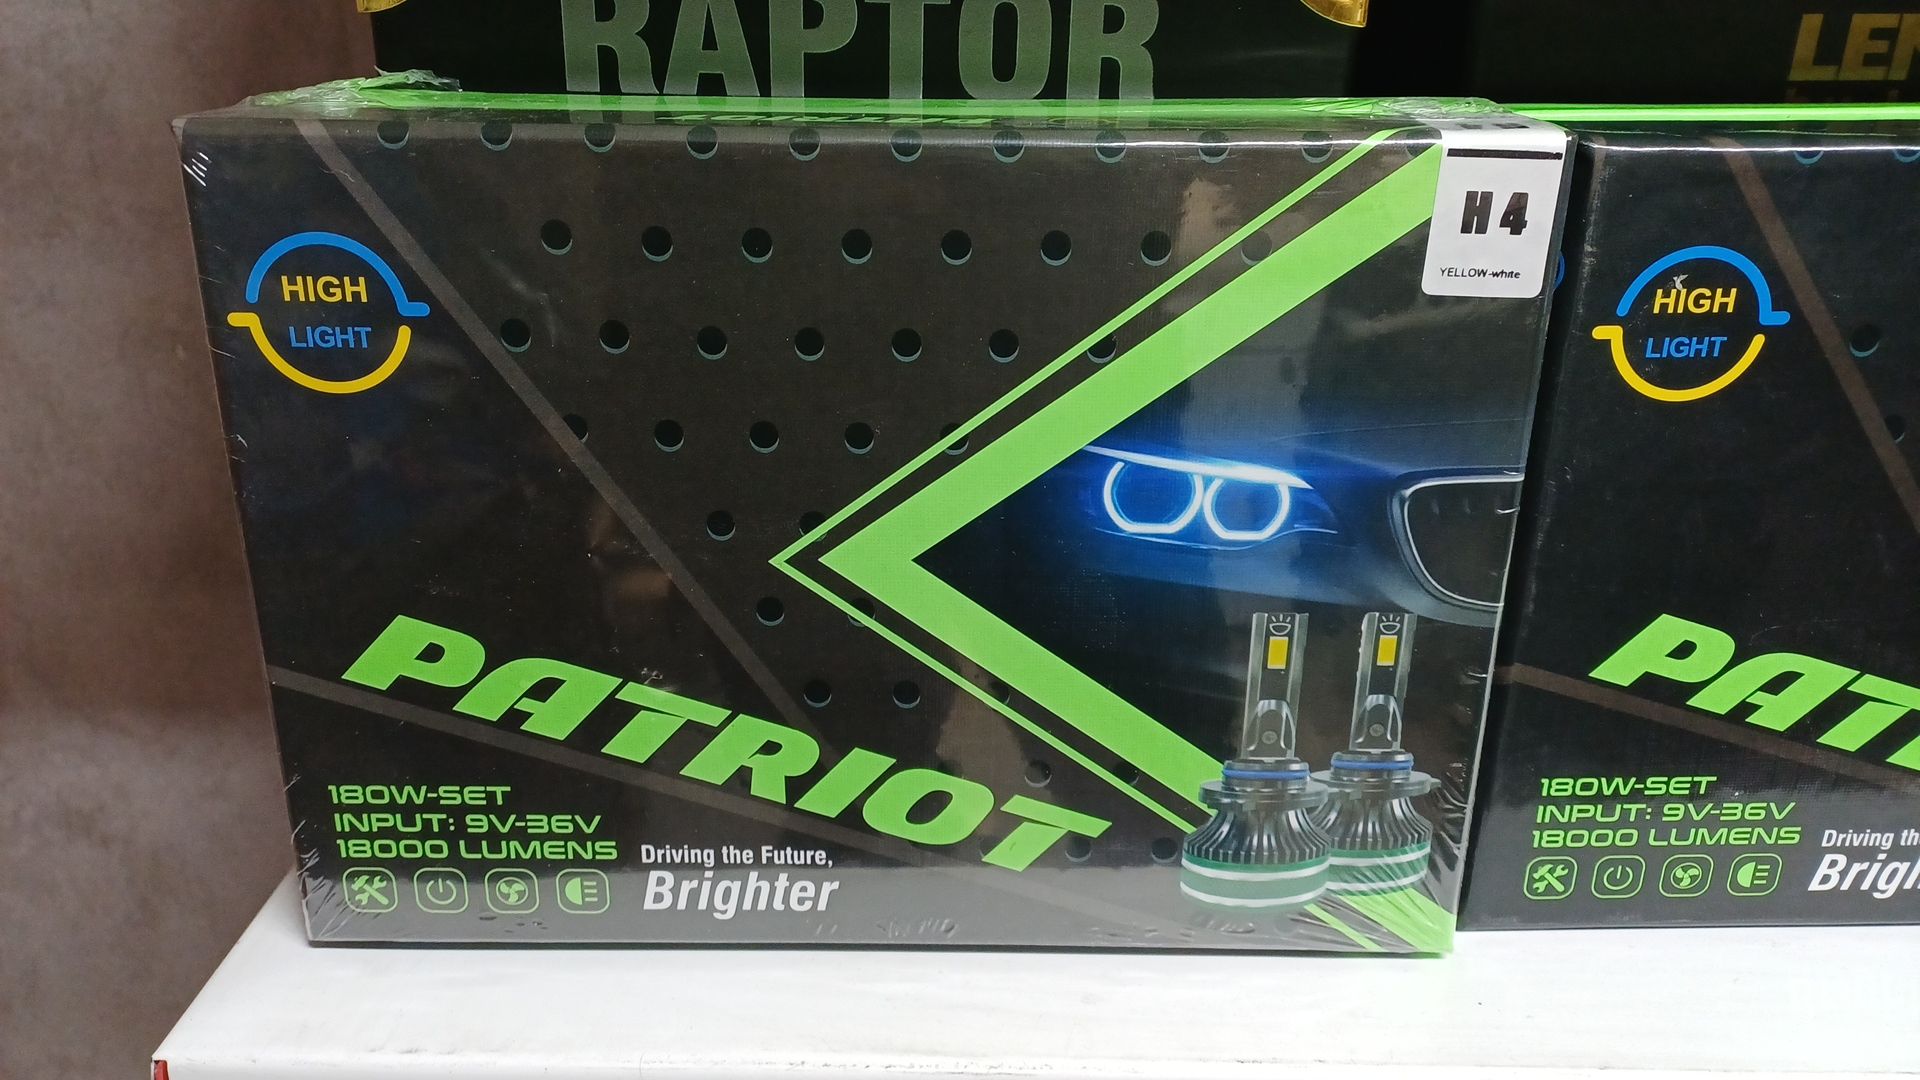 RAPTOR
HIGH
LIGHT
H4
YELLOW-white
PATRIOT
180W-SET
INPUT: 9V-36V
18000 LUMENS
Driving the Future,
Brighter
HIGH
LIGHT
180W-SET
INPUT: 9V-36V
18000 LUMENS
Driving